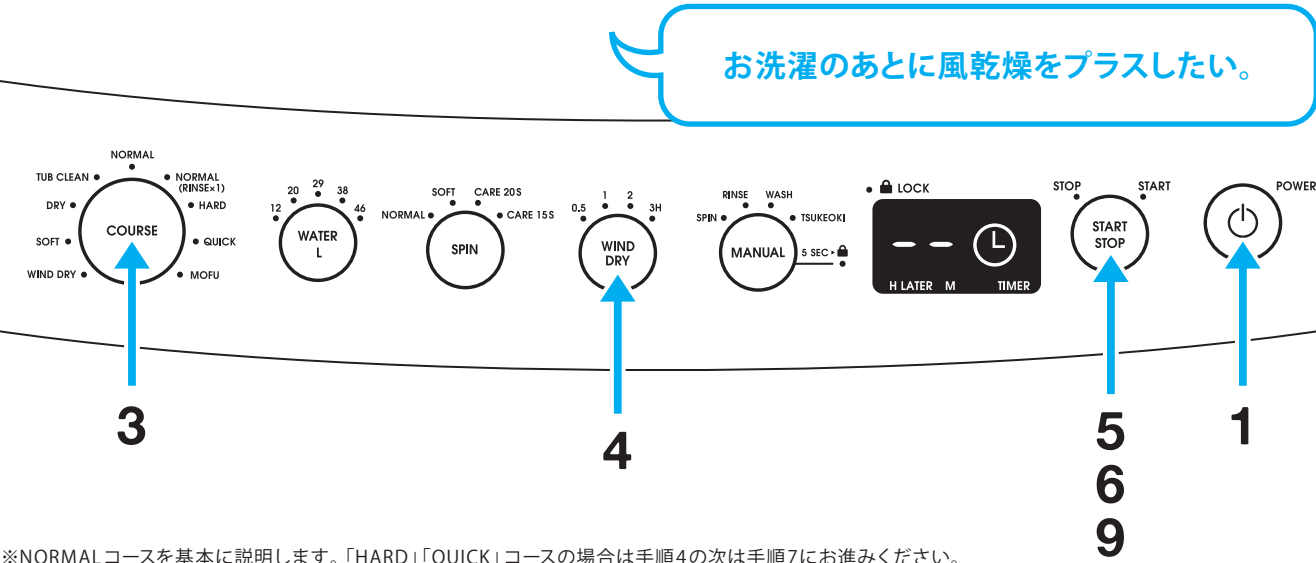 お洗濯のあとに風乾燥をプラスしたい。
NORMAL
TUB CLEAN
NORMAL
(RINSE×1)
DRY
HARD
COURSE
SOFT
QUICK
WIND DRY
MOFU
12
20
29
38
46
WATER
L
NORMAL
SOFT
CARE 20S
CARE 15S
SPIN
0.5
1
2
3H
WIND
DRY
SPIN
RINSE
WASH
TSUKEOKI
MANUAL
5 SEC
LOCK
H LATER M TIMER
STOP
START
START
STOP
POWER
3
4
5
6
9
1
※NORMALコースを基本に説明します。「HARD」「QUICK」コースの場合は手順4の次は手順7にお進みください。